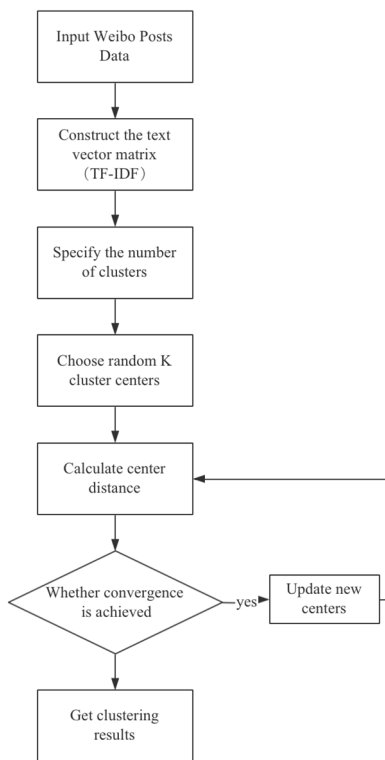 Input Weibo Posts
Data
Construct the text
vector matrix
（TF-IDF）
Specify the number
of clusters
Choose random K
cluster centers
Calculate center
distance
Whether convergence
is achieved
yes
Update new
centers
Get clustering
results